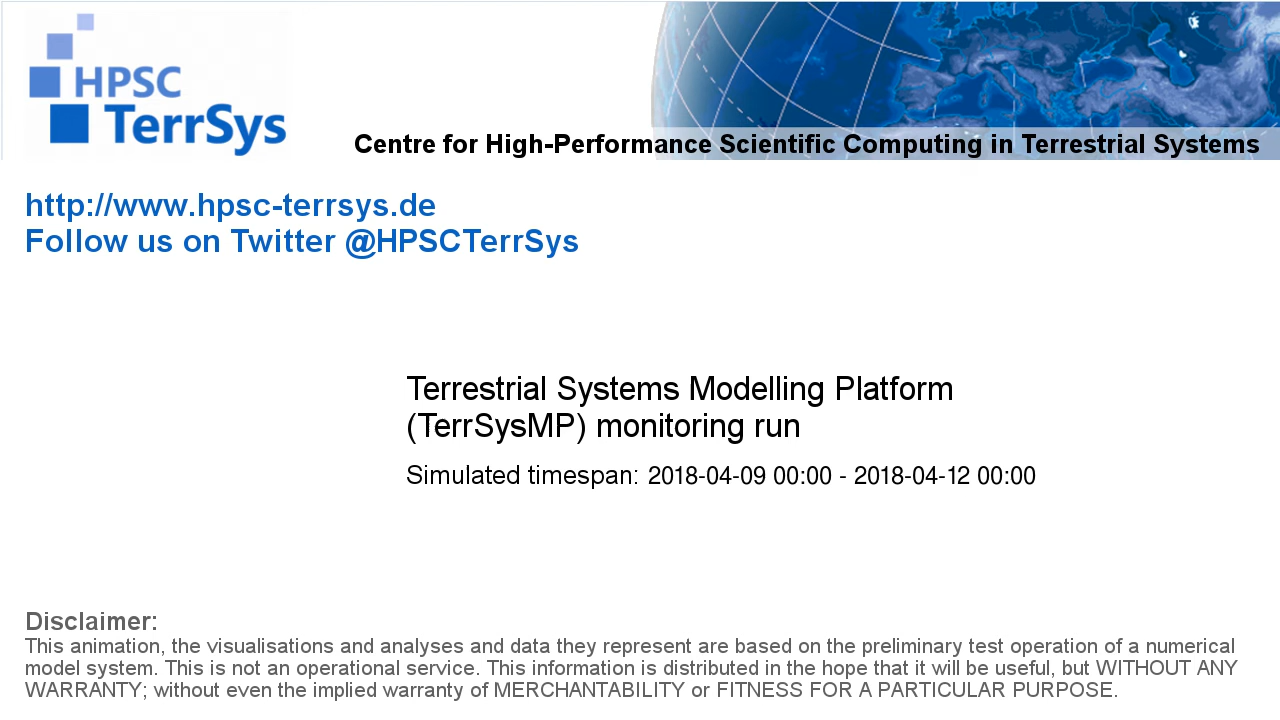 HPSC
TerrSys
Centre for High-Performance Scientific Computing in Terrestrial Systems
http://www.hpsc-terrsys.de
Follow us on Twitter @HPSCTerrSys
Terrestrial Systems Modelling Platform
(TerrSysMP) monitoring run
Simulated timespan: 2018-04-09 00:00 - 2018-04-12 00:00
Disclaimer:
This animation, the visualisations and analyses and data they represent are based on the preliminary test operation of a numerical
model system. This is not an operational service. This information is distributed in the hope that it will be useful, but WITHOUT ANY
WARRANTY; without even the implied warranty of MERCHANTABILITY or FITNESS FOR A PARTICULAR PURPOSE.